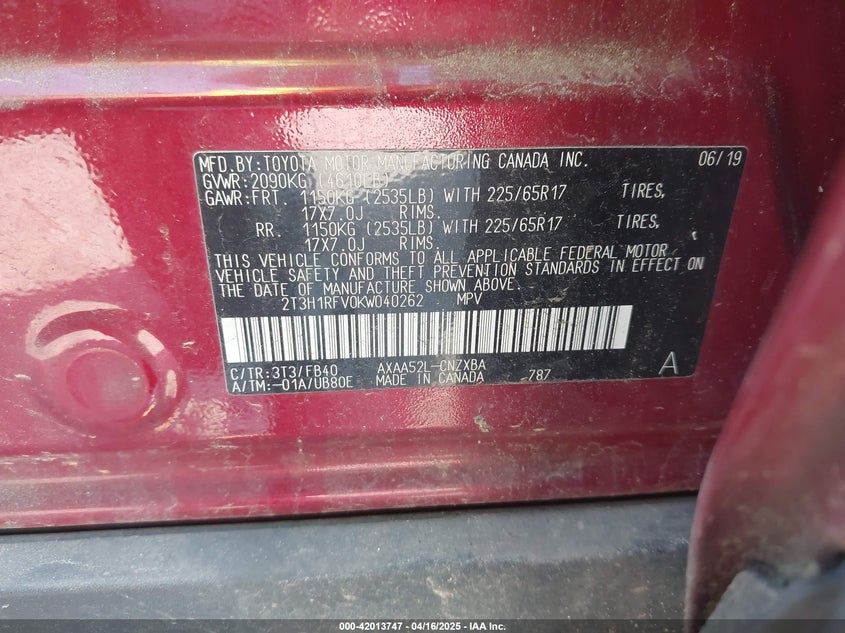 MFD.BY:TOYOTA MOTOR MANUFACTURING CANADA INC. 06/19
GVWR:2090KG (4610LB)
GAWR:FRT. 1150KG (2535LB) WITH 225/65R17 TIRES,
17X7.0J RIMS.
RR. 1150KG (2535LB) WITH 225/65R17 TIRES,
17X7.0J RIMS.
THIS VEHICLE CONFORMS TO ALL APPLICABLE FEDERAL MOTOR
VEHICLE SAFETY AND THEFT PREVENTION STANDARDS IN EFFECT ON
THE DATE OF MANUFACTURE SHOWN ABOVE.
2T3H1RFV0KW040262 MPV
C/TR:3T3/FB40 AXAA52L-CNZXBA A
A/TM:-01A/UB80E MADE IN CANADA 787
000-42013747 - 04/16/2025 - IAA Inc.